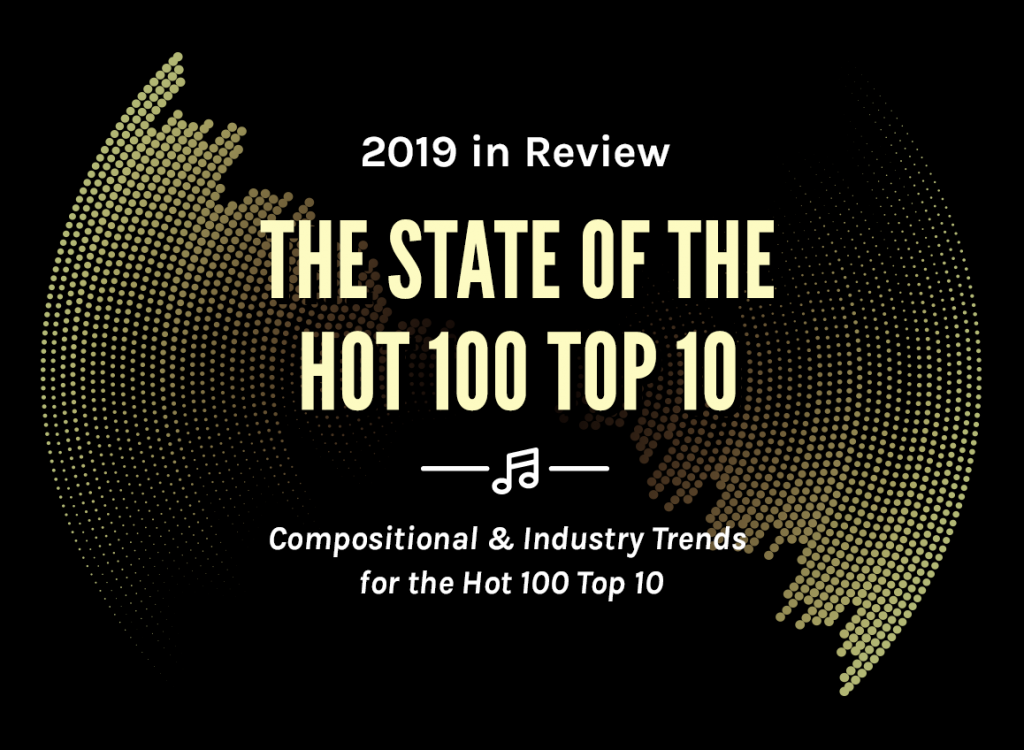 2019 in Review
THE STATE OF THE
HOT 100 TOP 10
Compositional & Industry Trends
for the Hot 100 Top 10